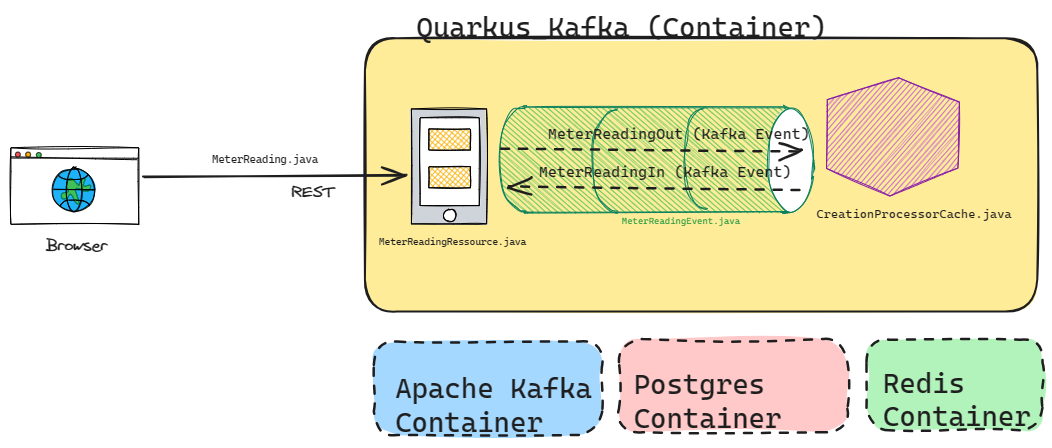 Quarkus Kafka (Container)
MeterReadingOut (Kafka Event)
MeterReading.java
MeterReadingIn (Kafka Event)
REST
CreationProcessorCache.java
MeterReadingEvent.java
Browser
MeterReadingRessource.java
Apache Kafka
Container
Postgres
Container
Redis
Container